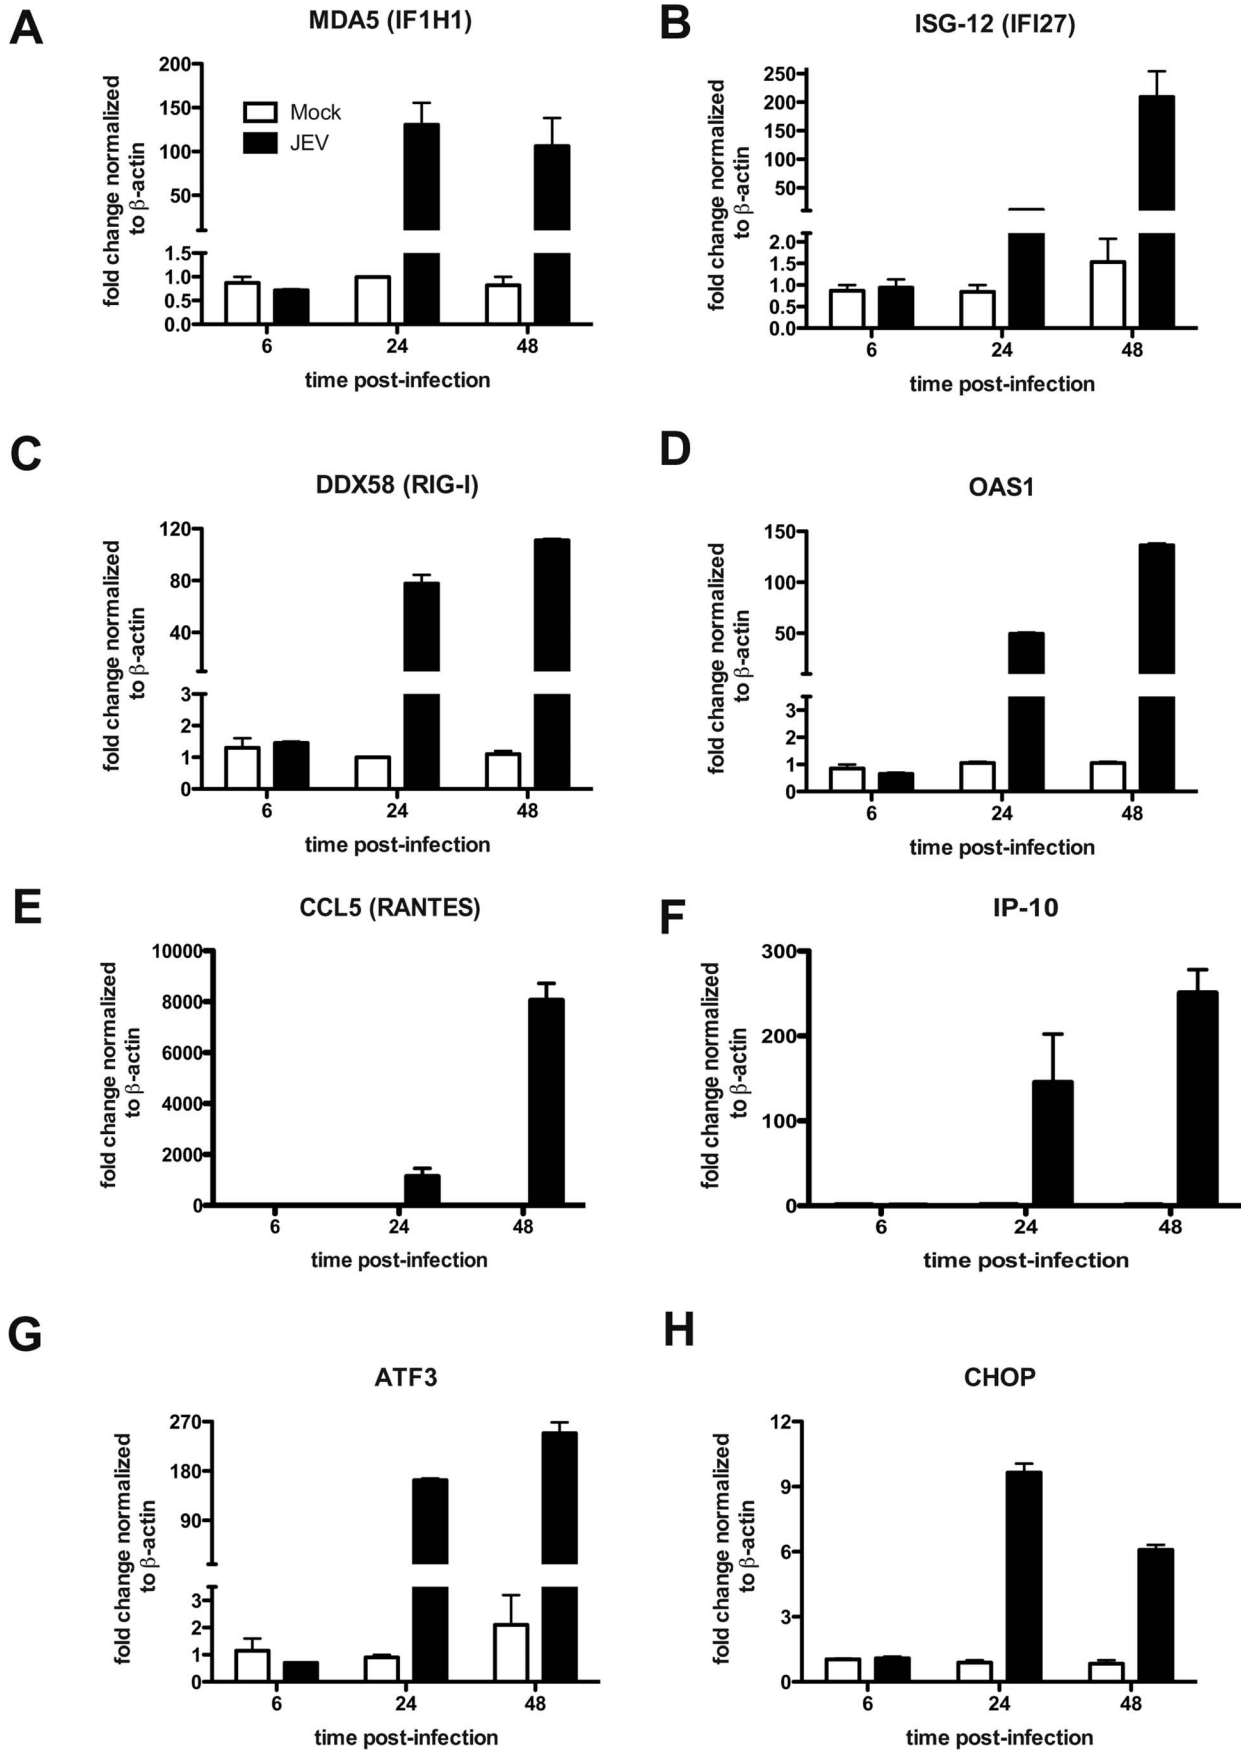 A
MDA5 (IF1H1)
fold change normalized
to β-actin
200
150
100
50
1.5
1.0
0.5
0.0
Mock
JEV
6 24 48
time post-infection
B
ISG-12 (IFI27)
fold change normalized
to β-actin
250
200
150
100
50
2.0
1.5
1.0
0.5
0.0
6 24 48
time post-infection
C
DDX58 (RIG-I)
fold change normalized
to β-actin
120
80
40
3
2
1
0
6 24 48
time post-infection
D
OAS1
fold change normalized
to β-actin
150
100
50
3
2
1
0
6 24 48
time post-infection
E
CCL5 (RANTES)
fold change normalized
to β-actin
10000
8000
6000
4000
2000
0
6 24 48
time post-infection
F
IP-10
fold change normalized
to β-actin
300
200
100
0
6 24 48
time post-infection
G
ATF3
fold change normalized
to β-actin
270
180
90
3
2
1
0
6 24 48
time post-infection
H
CHOP
fold change normalized
to β-actin
12
9
6
3
0
6 24 48
time post-infection